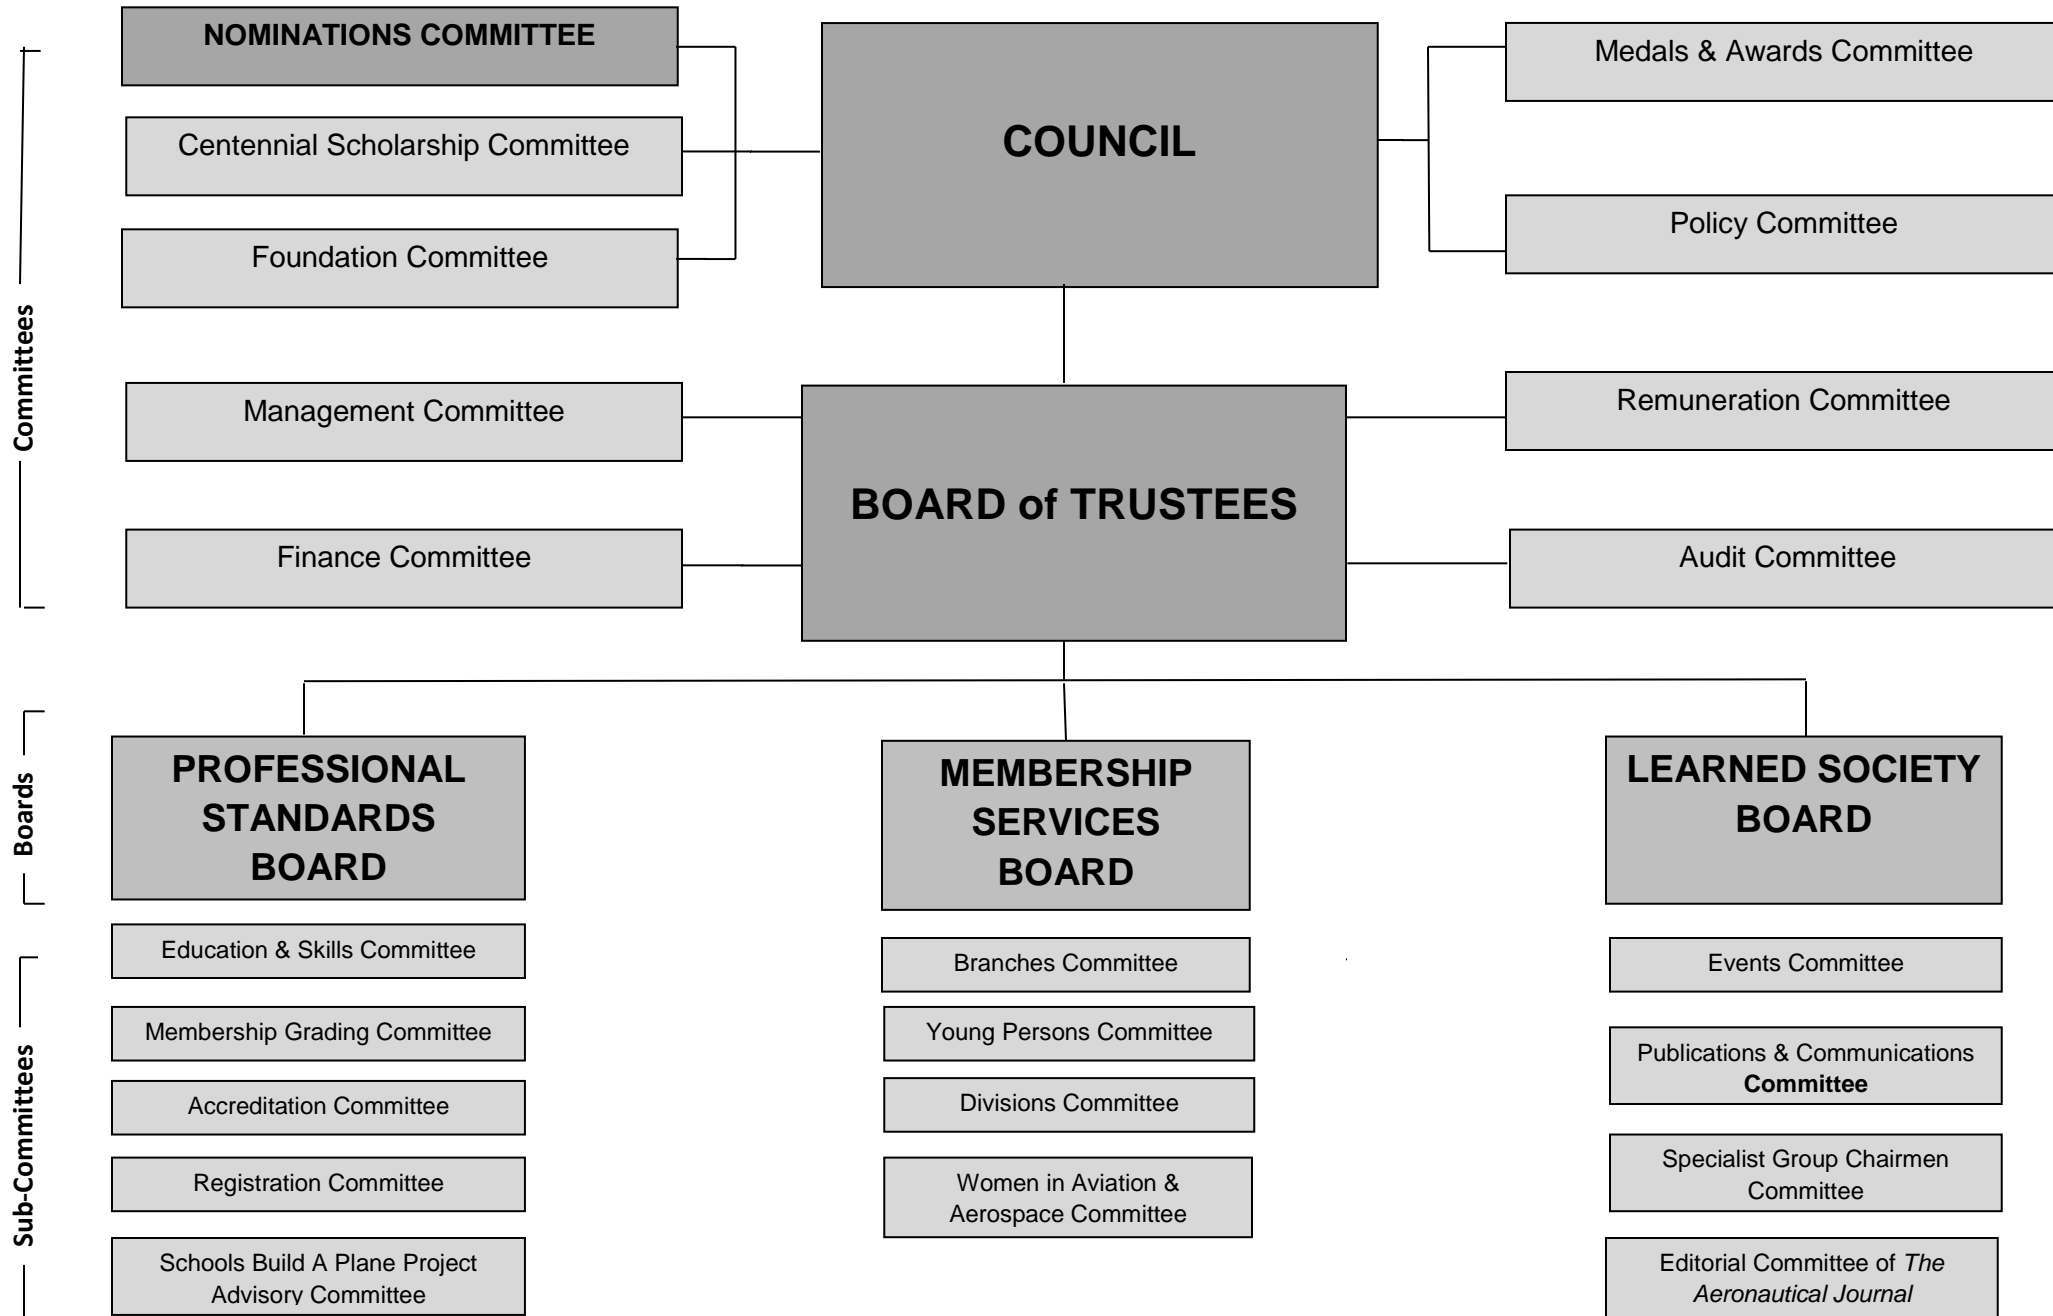 NOMINATIONS COMMITTEE
Centennial Scholarship Committee
Foundation Committee
COUNCIL
Medals & Awards Committee
Policy Committee
Committees
Management Committee
Finance Committee
BOARD of TRUSTEES
Remuneration Committee
Audit Committee
Boards
PROFESSIONAL
STANDARDS
BOARD
MEMBERSHIP
SERVICES
BOARD
LEARNED SOCIETY
BOARD
Sub-Committees
Education & Skills Committee
Membership Grading Committee
Accreditation Committee
Registration Committee
Schools Build A Plane Project
Advisory Committee
Branches Committee
Young Persons Committee
Divisions Committee
Women in Aviation &
Aerospace Committee
Events Committee
Publications & Communications
Committee
Specialist Group Chairmen
Committee
Editorial Committee of The
Aeronautical Journal